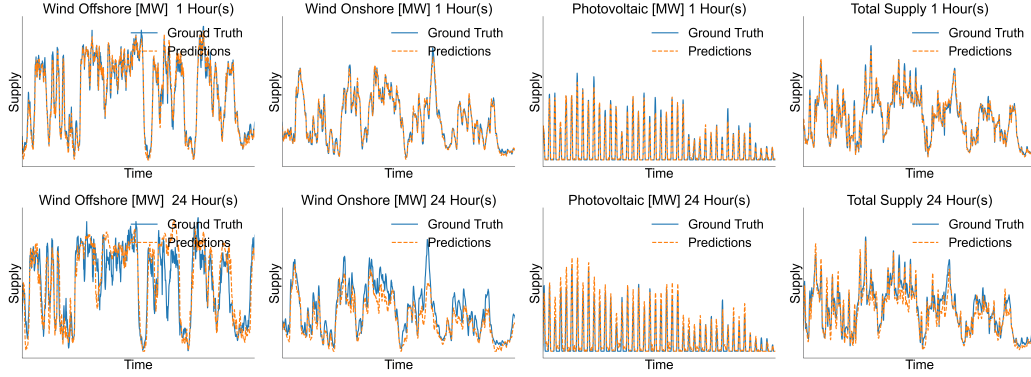 Wind Offshore [MW]  1 Hour(s)
Supply
Ground Truth
Predictions
Time
Wind Onshore [MW] 1 Hour(s)
Supply
Ground Truth
Predictions
Time
Photovoltaic [MW] 1 Hour(s)
Supply
Ground Truth
Predictions
Time
Total Supply 1 Hour(s)
Supply
Ground Truth
Predictions
Time
Wind Offshore [MW] 24 Hour(s)
Supply
Ground Truth
Predictions
Time
Wind Onshore [MW] 24 Hour(s)
Supply
Ground Truth
Predictions
Time
Photovoltaic [MW] 24 Hour(s)
Supply
Ground Truth
Predictions
Time
Total Supply 24 Hour(s)
Supply
Ground Truth
Predictions
Time